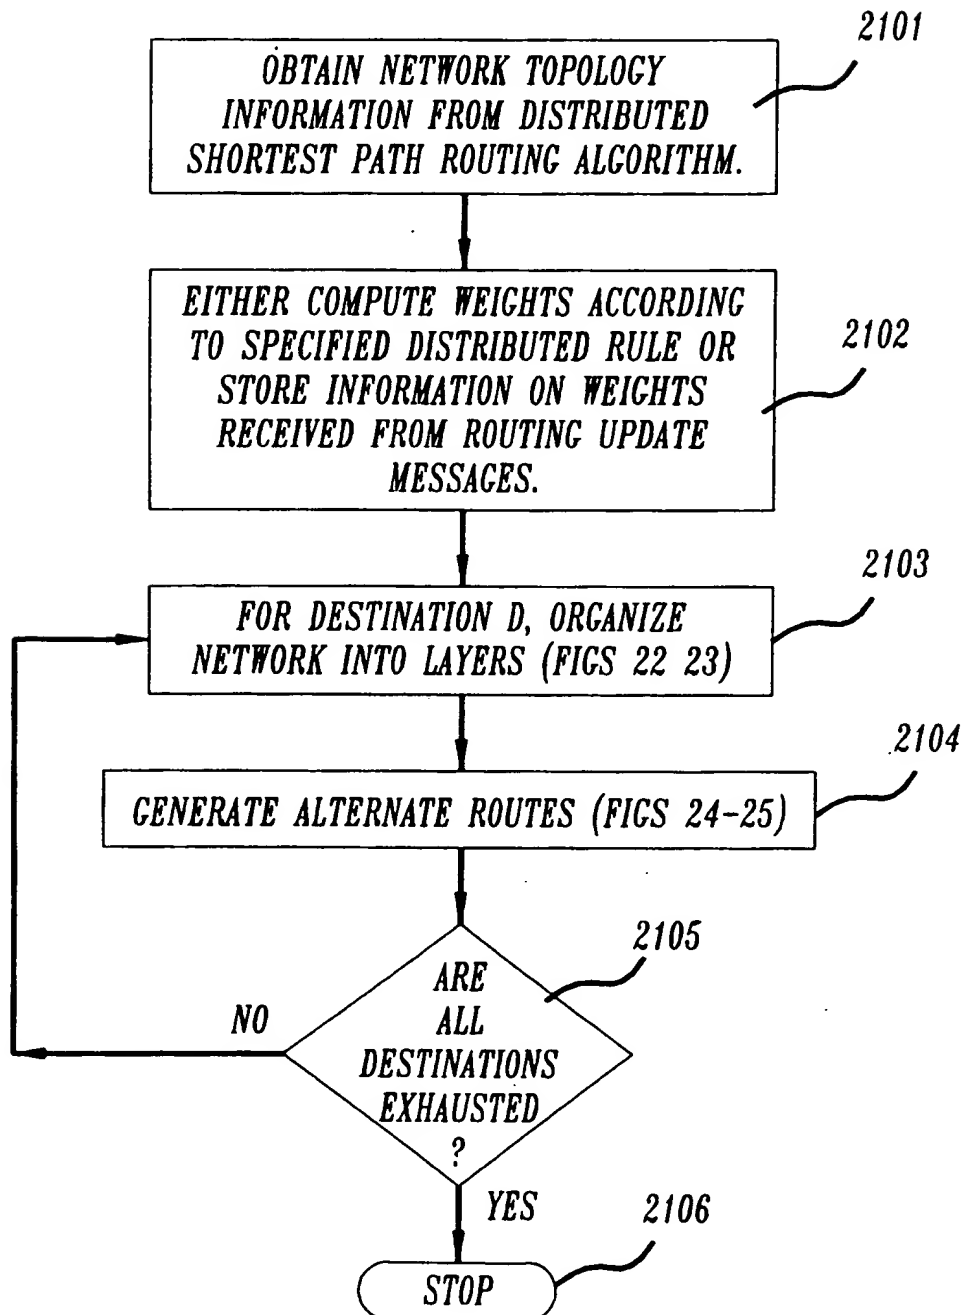 2101
OBTAIN NETWORK TOPOLOGY
INFORMATION FROM DISTRIBUTED
SHORTEST PATH ROUTING ALGORITHM.
EITHER COMPUTE WEIGHTS ACCORDING
TO SPECIFIED DISTRIBUTED RULE OR
STORE INFORMATION ON WEIGHTS
RECEIVED FROM ROUTING UPDATE
MESSAGES.
2102
2103
FOR DESTINATION D, ORGANIZE
NETWORK INTO LAYERS (FIGS 22 23)
2104
GENERATE ALTERNATE ROUTES (FIGS 24-25)
2105
ARE
ALL
DESTINATIONS
EXHAUSTED
?
NO
YES
2106
STOP